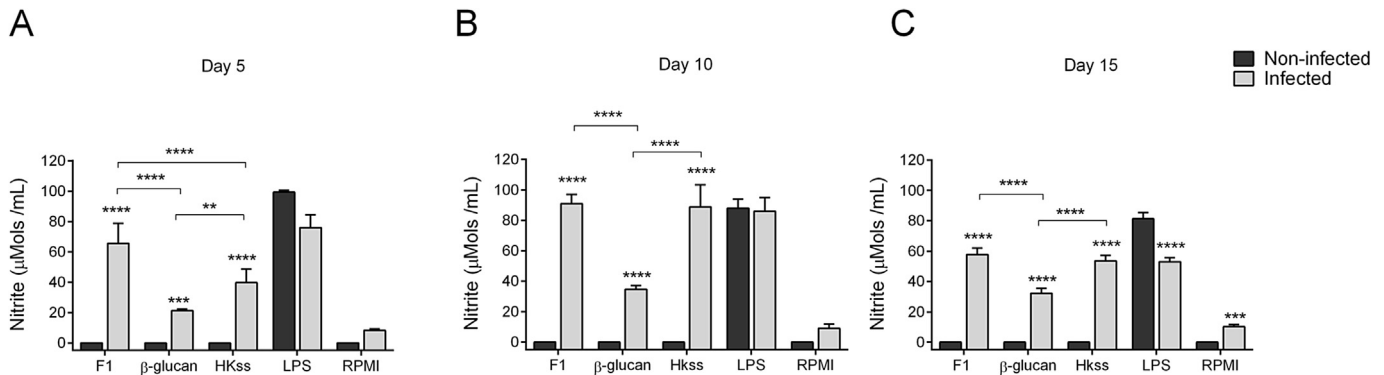 A
B
C
Day 5
Day 10
Day 15
Non-infected
Infected
Nitrite (μMols /mL)
120
100
80
60
40
20
0
****
****
**
****
***
****
F1
β-glucan
HKss
LPS
RPMI
Nitrite (μMols /mL)
120
100
80
60
40
20
0
****
****
****
****
****
F1
β-glucan
Hkss
LPS
RPMI
Nitrite (μMols /mL)
120
100
80
60
40
20
0
****
****
****
****
****
****
***
F1
β-glucan
Hkss
LPS
RPMI